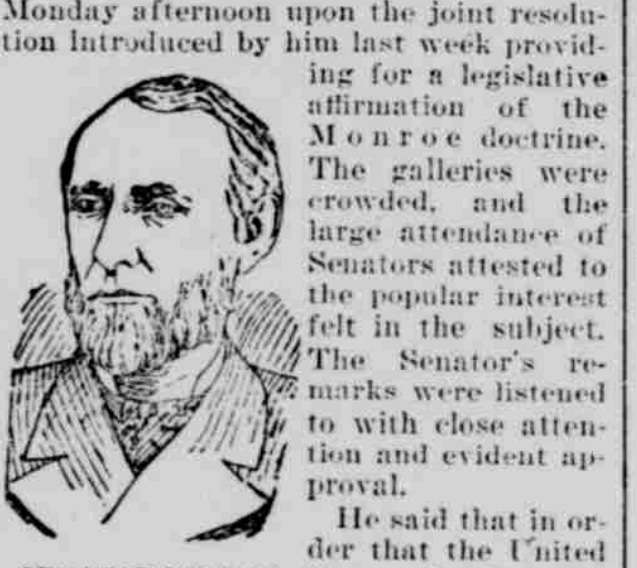 Monday afternoon upon the joint resolu-
tion Introduced by him last week provid-
ing for a legislative
affirmation of the
Monroe doctrine.
The galleries were
crowded, and the
large attendance of
Senators attested to
the popular interest
felt in the subject.
The Senator's re-
marks were listened
to with close atten-
tion and evident ap-
proval.
He said that in or-
der that the United